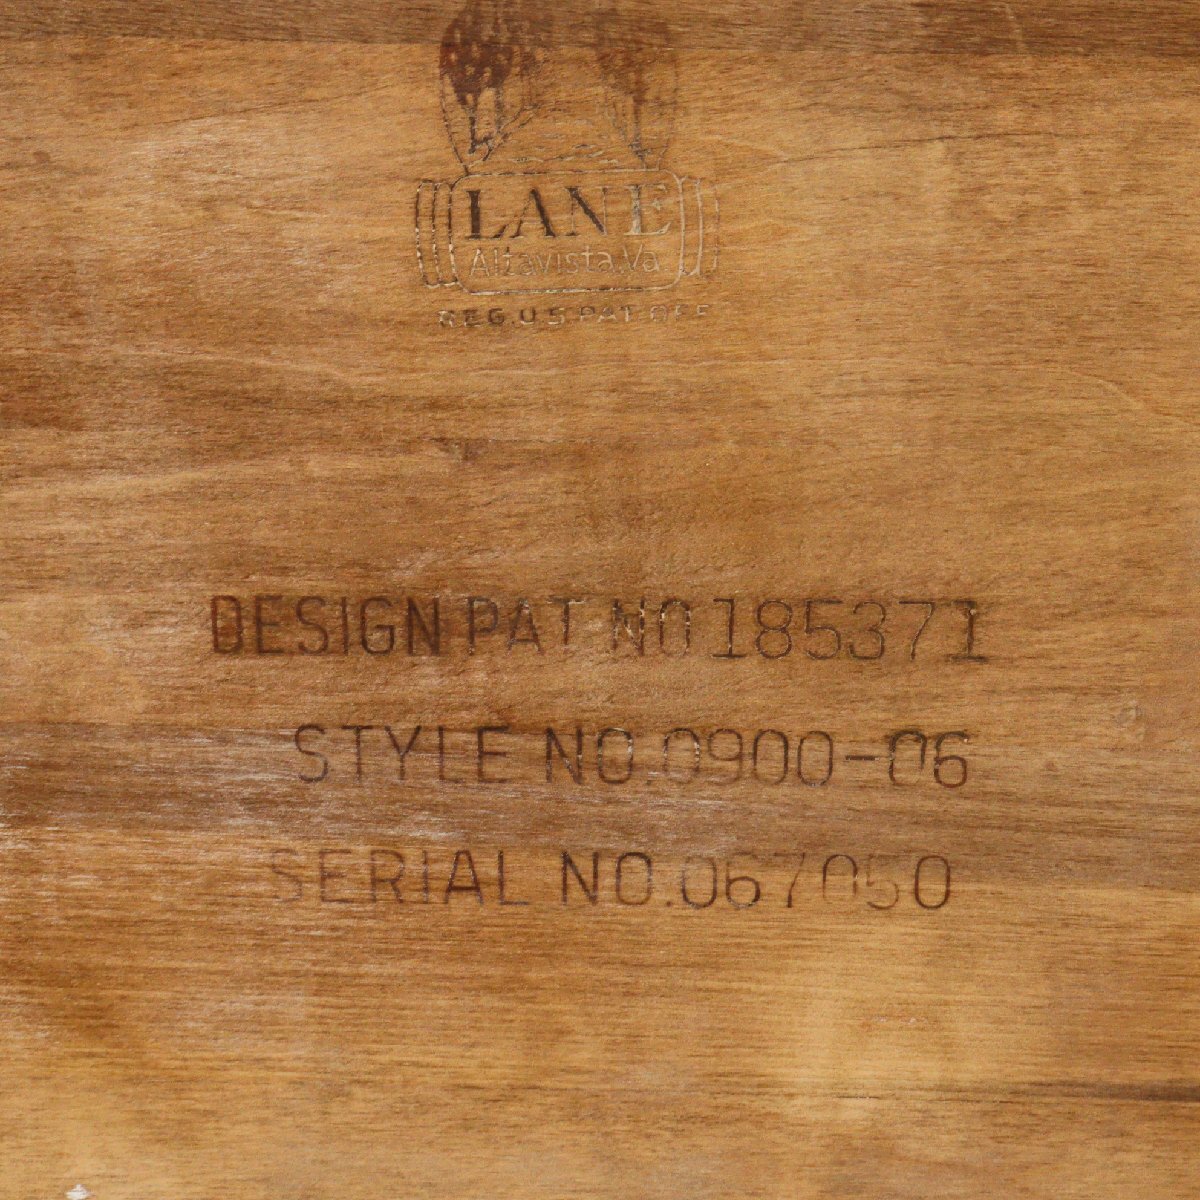 LANE
Altavista, Va
REG. U.S. PAT OFF
DESIGN PAT NO 185371
STYLE NO. 0900-06
SERIAL NO. 067050